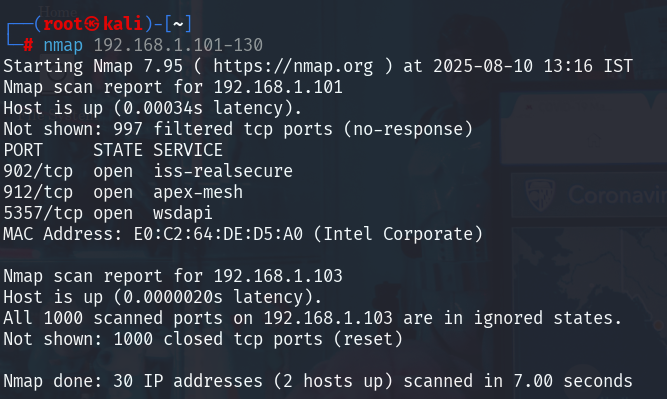 Home
┌──(root㉿kali)-[~]
└─# nmap 192.168.1.101-130
Starting Nmap 7.95 ( https://nmap.org ) at 2025-08-10 13:16 IST
Nmap scan report for 192.168.1.101
Host is up (0.00034s latency).
Not shown: 997 filtered tcp ports (no-response)
PORT     STATE SERVICE
902/tcp  open  iss-realsecure
912/tcp  open  apex-mesh
5357/tcp open  wsdapi
MAC Address: E0:C2:64:DE:D5:A0 (Intel Corporate)
Coronavir
Nmap scan report for 192.168.1.103
Host is up (0.0000020s latency).
All 1000 scanned ports on 192.168.1.103 are in ignored states.
Not shown: 1000 closed tcp ports (reset)
Nmap done: 30 IP addresses (2 hosts up) scanned in 7.00 seconds